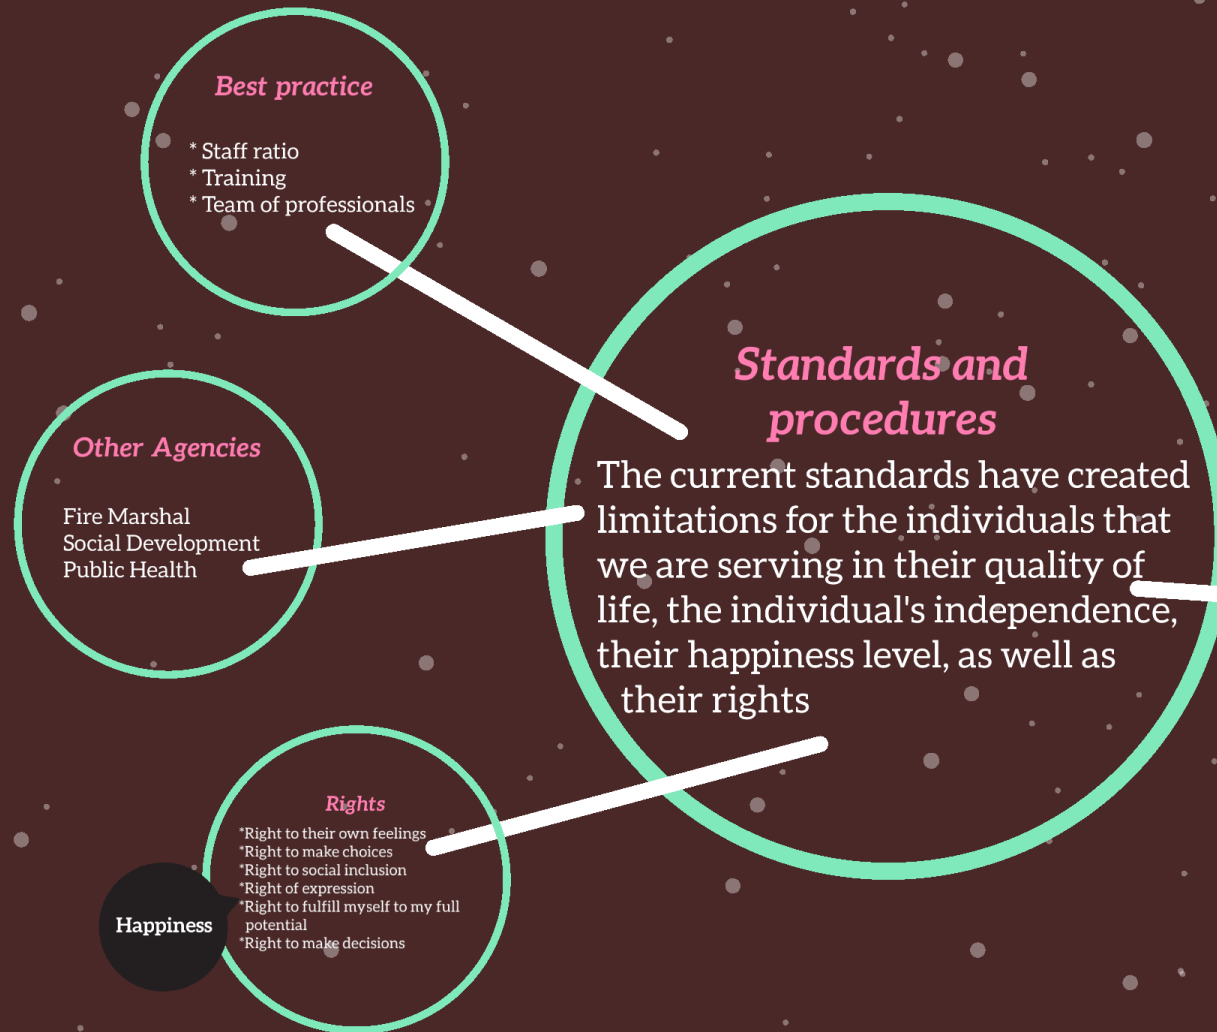 Best practice
* Staff ratio
* Training
* Team of professionals
Standards and
procedures
The current standards have created
limitations for the individuals that
we are serving in their quality of
life, the individual's independence,
their happiness level, as well as
their rights
Other Agencies
Fire Marshal
Social Development
Public Health
Rights
*Right to their own feelings
*Right to make choices
*Right to social inclusion
*Right of expression
*Right to fulfill myself to my full
potential
*Right to make decisions
Happiness